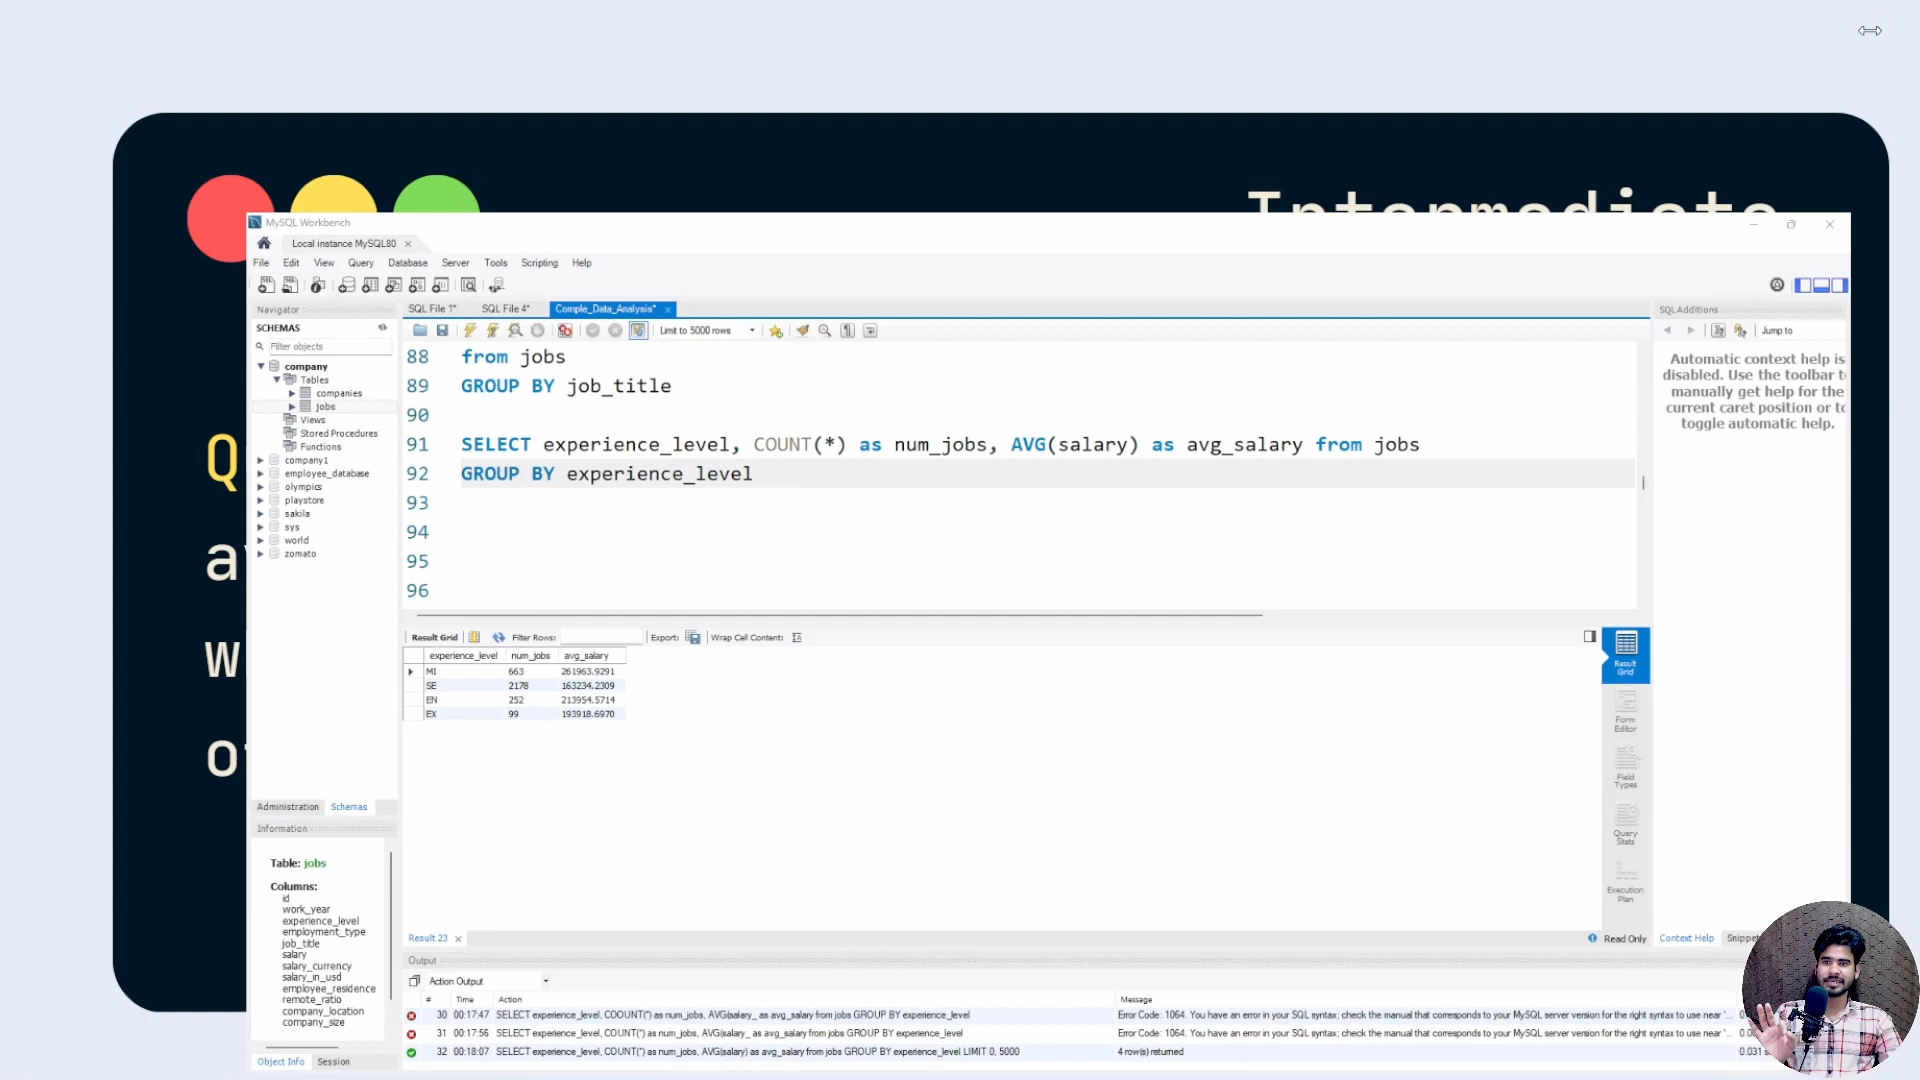 Intermediate
Q
a
W
o
MySQL Workbench
Local instance MySQL80
File Edit View Query Database Server Tools Scripting Help
Navigator
SCHEMAS
Filter objects
company
Tables
companies
jobs
Views
Stored Procedures
Functions
company1
employee_database
olympics
playstore
sakila
sys
world
zomato
Administration Schemas
Information
Table: jobs
Columns:
id
work_year
experience_level
employment_type
job_title
salary
salary_currency
salary_in_usd
employee_residence
remote_ratio
company_location
company_size
Object Info Session
SQL File 1* SQL File 4* Comple_Data_Analysis*
Limit to 5000 rows
88 from jobs
89 GROUP BY job_title
90
91 SELECT experience_level, COUNT(*) as num_jobs, AVG(salary) as avg_salary from jobs
92 GROUP BY experience_level
93
94
95
96
Result Grid Filter Rows: Export: Wrap Cell Content:
experience_level num_jobs avg_salary
MI 663 261963.9291
SE 2178 163234.2309
EN 252 213954.5714
EX 99 193918.6970
Result Grid
Form Editor
Field Types
Query Stats
Execution Plan
Result 23
Read Only
SQLAdditions
Jump to
Automatic context help is
disabled. Use the toolbar t
manually get help for the
current caret position or to
toggle automatic help.
Context Help Snippet
Output
Action Output
# Time Action Message
30 00:17:47 SELECT experience_level, COOUNT(*) as num_jobs, AVG(salary_ as avg_salary from jobs GROUP BY experience_level Error Code: 1064. You have an error in your SQL syntax; check the manual that corresponds to your MySQL server version for the right syntax to use near '...
31 00:17:56 SELECT experience_level, COUNT(*) as num_jobs, AVG(salary_ as avg_salary from jobs GROUP BY experience_level Error Code: 1064. You have an error in your SQL syntax; check the manual that corresponds to your MySQL server version for the right syntax to use near '...
32 00:18:07 SELECT experience_level, COUNT(*) as num_jobs, AVG(salary) as avg_salary from jobs GROUP BY experience_level LIMIT 0, 5000 4 row(s) returned 0.031 s